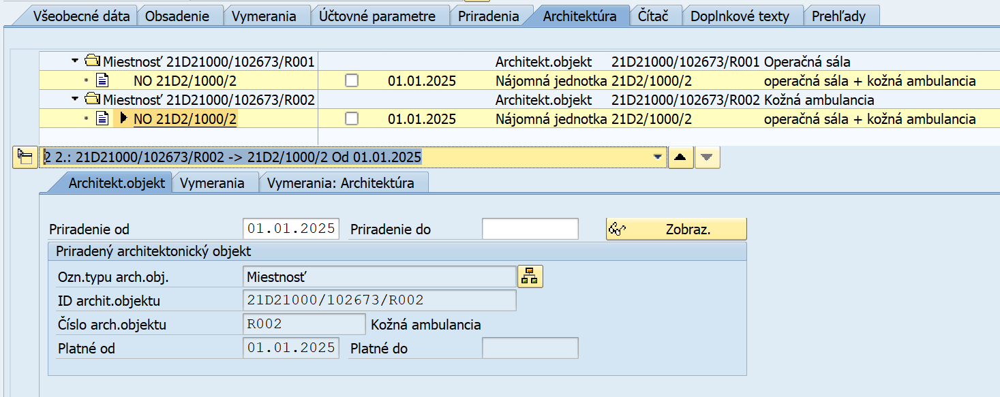 Všeobecné dáta Obsadenie Vymerania Účtovné parametre Priradenia Architektúra Čítač Doplnkové texty Prehľady
Miestnosť 21D21000/102673/R001 Architekt.objekt 21D21000/102673/R001 Operačná sála
NO 21D2/1000/2 01.01.2025 Nájomná jednotka 21D2/1000/2 operačná sála + kožná ambulancia
Miestnosť 21D21000/102673/R002 Architekt.objekt 21D21000/102673/R002 Kožná ambulancia
NO 21D2/1000/2 01.01.2025 Nájomná jednotka 21D2/1000/2 operačná sála + kožná ambulancia
2 2.: 21D21000/102673/R002 -> 21D2/1000/2 Od 01.01.2025
Architekt.objekt Vymerania Vymerania: Architektúra
Priradenie od 01.01.2025 Priradenie do Zobraz.
Priradený architektonický objekt
Ozn.typu arch.obj. Miestnosť
ID archit.objektu 21D21000/102673/R002
Číslo arch.objektu R002 Kožná ambulancia
Platné od 01.01.2025 Platné do